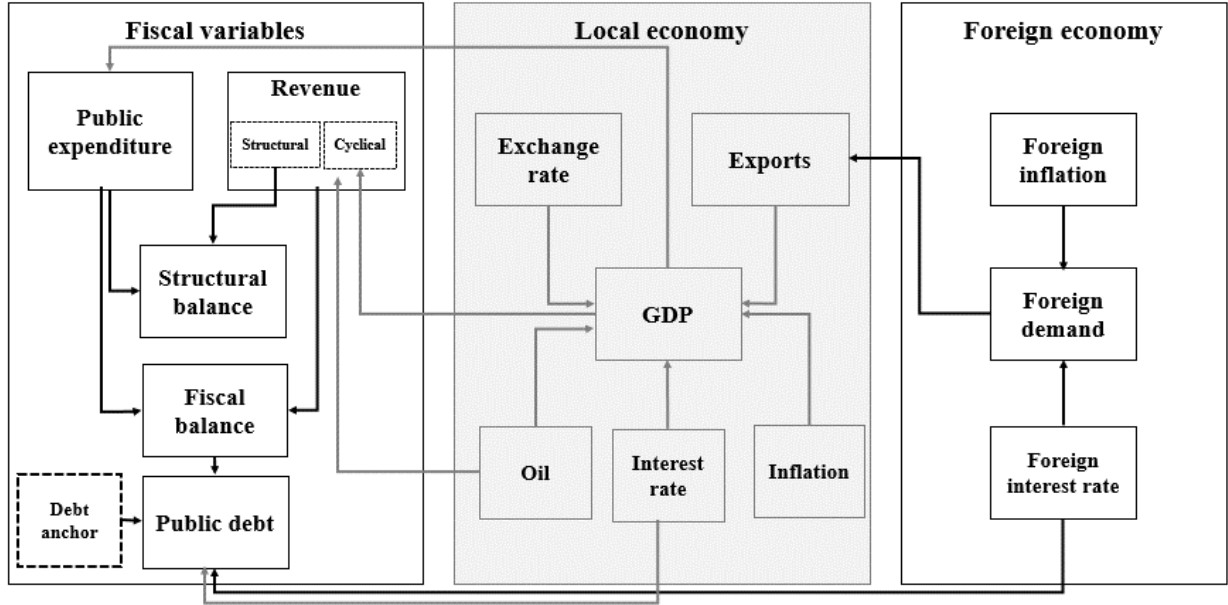 Fiscal variables
Public
expenditure
Revenue
Structural
Cyclical
Structural
balance
Fiscal
balance
Debt
anchor
Public debt
Local economy
Exchange
rate
Exports
GDP
Oil
Interest
rate
Inflation
Foreign economy
Foreign
inflation
Foreign
demand
Foreign
interest rate